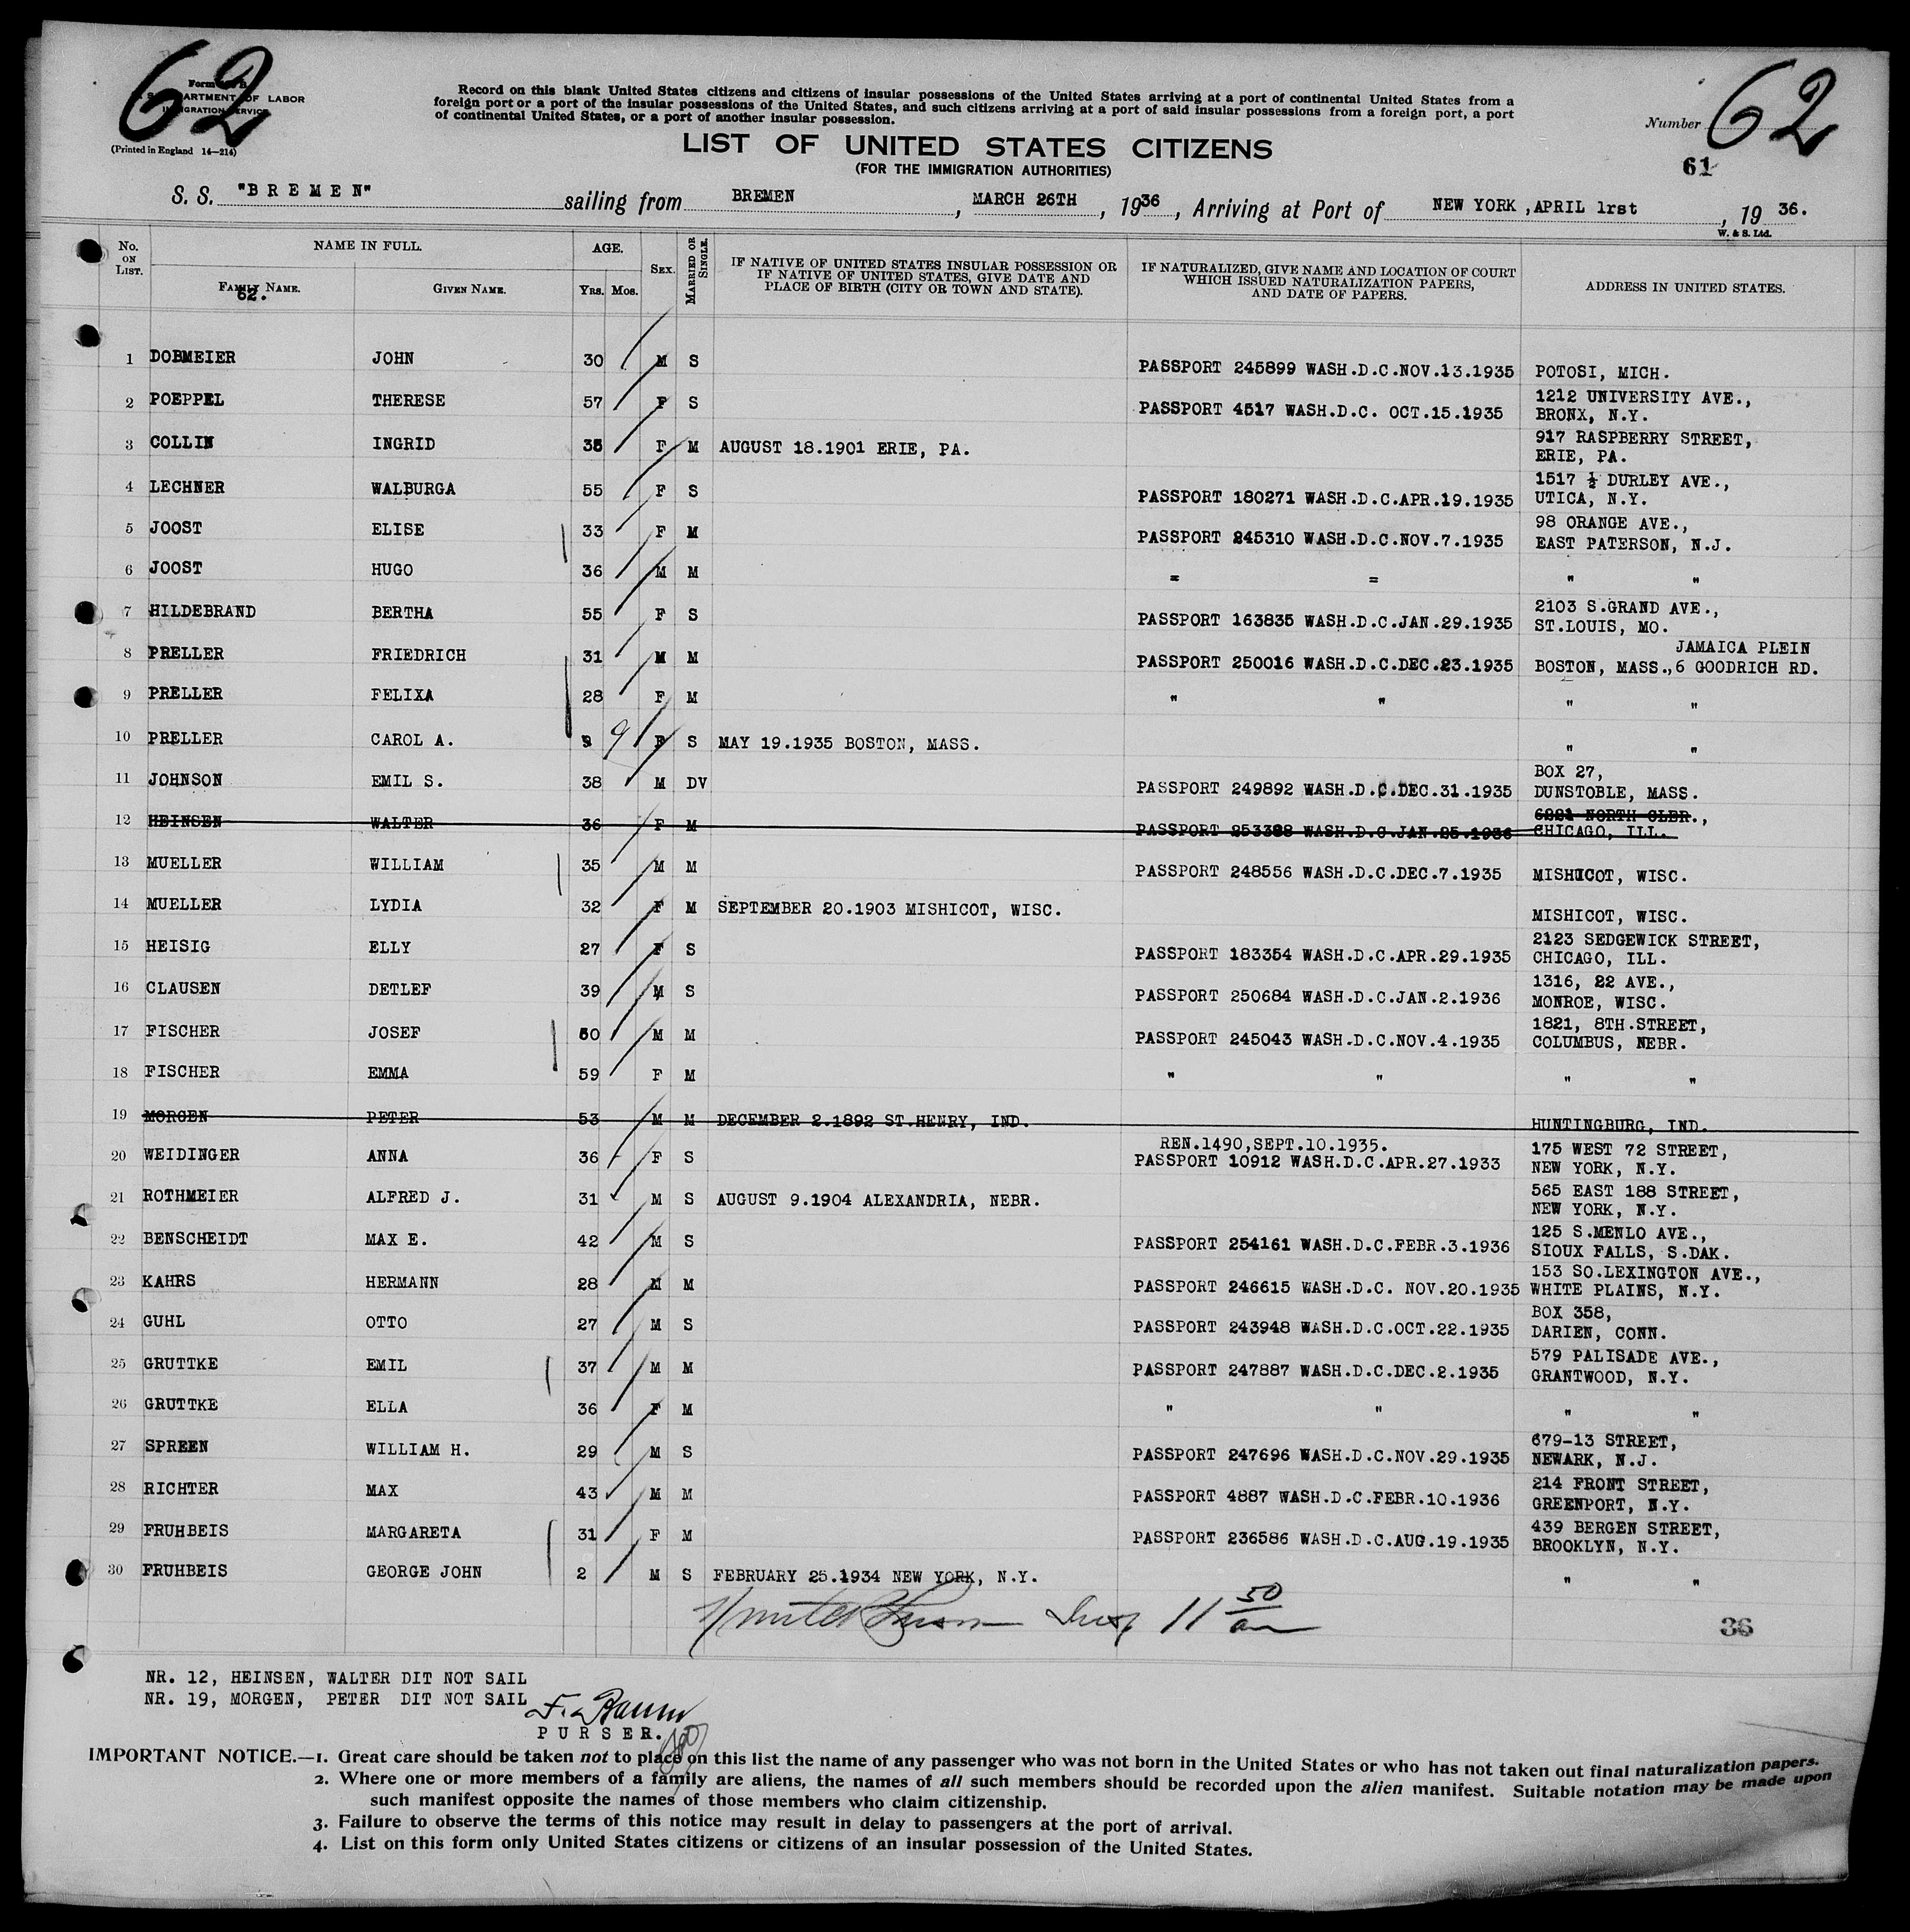 62
62
Form
DEPARTMENT OF LABOR
IMMIGRATION SERVICE
(Printed in England 14—214)
Record on this blank United States citizens and citizens of insular possessions of the United States arriving at a port of continental United States from a
foreign port or a port of the insular possessions of the United States, and such citizens arriving at a port of said insular possessions from a foreign port, a port
of continental United States, or a port of another insular possession.
Number
LIST OF UNITED STATES CITIZENS
(FOR THE IMMIGRATION AUTHORITIES)
61
S. S. "BREMEN" sailing from BREMEN, MARCH 26TH, 1936, Arriving at Port of NEW YORK, APRIL 1rst, 1936.
W. & S. Ltd.
No. ON LIST. NAME IN FULL. FAMILY NAME. GIVEN NAME. AGE. YRS. MOS. SEX. MARRIED OR SINGLE. IF NATIVE OF UNITED STATES INSULAR POSSESSION OR IF NATIVE OF UNITED STATES, GIVE DATE AND PLACE OF BIRTH (CITY OR TOWN AND STATE). IF NATURALIZED, GIVE NAME AND LOCATION OF COURT WHICH ISSUED NATURALIZATION PAPERS, AND DATE OF PAPERS. ADDRESS IN UNITED STATES.
62.
1 DOBMEIER JOHN 30 M S PASSPORT 245899 WASH.D.C.NOV.13.1935 POTOSI, MICH.
2 POEPPEL THERESE 57 F S PASSPORT 4517 WASH.D.C. OCT.15.1935 1212 UNIVERSITY AVE., BRONX, N.Y.
3 COLLIN INGRID 35 F M AUGUST 18.1901 ERIE, PA. 917 RASPBERRY STREET, ERIE, PA.
4 LECHNER WALBURGA 55 F S PASSPORT 180271 WASH.D.C.APR.19.1935 1517 ½ DURLEY AVE., UTICA, N.Y.
5 JOOST ELISE 33 F M PASSPORT 245310 WASH.D.C.NOV.7.1935 98 ORANGE AVE., EAST PATERSON, N.J.
6 JOOST HUGO 36 M M = = " "
7 HILDEBRAND BERTHA 55 F S PASSPORT 163835 WASH.D.C.JAN.29.1935 2103 S.GRAND AVE., ST.LOUIS, MO.
8 PRELLER FRIEDRICH 31 M M PASSPORT 250016 WASH.D.C.DEC.23.1935 JAMAICA PLEIN BOSTON, MASS.,6 GOODRICH RD.
9 PRELLER FELIXA 28 F M " " " "
10 PRELLER CAROL A. 9 9 F S MAY 19.1935 BOSTON, MASS. " "
11 JOHNSON EMIL S. 38 M DV PASSPORT 249892 WASH.D.C.DEC.31.1935 BOX 27, DUNSTOBLE, MASS.
12 HEINSEN WALTER 36 F M PASSPORT 253388 WASH.D.C.JAN.25.1936 6221 NORTH CLER., CHICAGO, ILL.
13 MUELLER WILLIAM 35 M M PASSPORT 248556 WASH.D.C.DEC.7.1935 MISHICOT, WISC.
14 MUELLER LYDIA 32 F M SEPTEMBER 20.1903 MISHICOT, WISC. MISHICOT, WISC.
15 HEISIG ELLY 27 F S PASSPORT 183354 WASH.D.C.APR.29.1935 2123 SEDGEWICK STREET, CHICAGO, ILL.
16 CLAUSEN DETLEF 39 M S PASSPORT 250684 WASH.D.C.JAN.2.1936 1316, 22 AVE., MONROE, WISC.
17 FISCHER JOSEF 60 M M PASSPORT 245043 WASH.D.C.NOV.4.1935 1821, 8TH.STREET, COLUMBUS, NEBR.
18 FISCHER EMMA 59 F M " " " "
19 MORGEN PETER 53 M M DECEMBER 2.1892 ST.HENRY, IND. HUNTINGBURG, IND.
20 WEIDINGER ANNA 36 F S REN.1490,SEPT.10.1935. PASSPORT 10912 WASH.D.C.APR.27.1933 175 WEST 72 STREET, NEW YORK, N.Y.
21 ROTHMEIER ALFRED J. 31 M S AUGUST 9.1904 ALEXANDRIA, NEBR. 565 EAST 188 STREET, NEW YORK, N.Y.
22 BENSCHEIDT MAX E. 42 M S PASSPORT 254161 WASH.D.C.FEBR.3.1936 125 S.MENLO AVE., SIOUX FALLS, S.DAK.
23 KAHRS HERMANN 28 M M PASSPORT 246615 WASH.D.C. NOV.20.1935 153 SO.LEXINGTON AVE., WHITE PLAINS, N.Y.
24 GUHL OTTO 27 M S PASSPORT 243948 WASH.D.C.OCT.22.1935 BOX 358, DARIEN, CONN.
25 GRUTTKE EMIL 37 M M PASSPORT 247887 WASH.D.C.DEC.2.1935 579 PALISADE AVE., GRANTWOOD, N.Y.
26 GRUTTKE ELLA 36 F M " " " "
27 SPREEN WILLIAM H. 29 M S PASSPORT 247696 WASH.D.C.NOV.29.1935 679-13 STREET, NEWARK, N.J.
28 RICHTER MAX 43 M M PASSPORT 4887 WASH.D.C.FEBR.10.1936 214 FRONT STREET, GREENPORT, N.Y.
29 FRUHBEIS MARGARETA 31 F M PASSPORT 236586 WASH.D.C.AUG.19.1935 439 BERGEN STREET, BROOKLYN, N.Y.
30 FRUHBEIS GEORGE JOHN 2 M S FEBRUARY 25.1934 NEW YORK, N.Y. " "
11 50 am
36
NR. 12, HEINSEN, WALTER DIT NOT SAIL
NR. 19, MORGEN, PETER DIT NOT SAIL
PURSER.
IMPORTANT NOTICE.—1. Great care should be taken not to place on this list the name of any passenger who was not born in the United States or who has not taken out final naturalization papers.
2. Where one or more members of a family are aliens, the names of all such members should be recorded upon the alien manifest. Suitable notation may be made upon
such manifest opposite the names of those members who claim citizenship.
3. Failure to observe the terms of this notice may result in delay to passengers at the port of arrival.
4. List on this form only United States citizens or citizens of an insular possession of the United States.